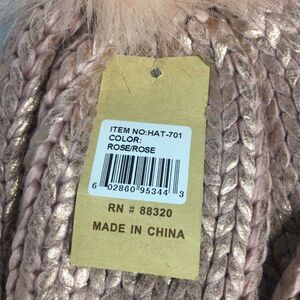 ITEM NO:HAT-701
COLOR:
ROSE/ROSE
6 02860 95344 3
RN # 88320
MADE IN CHINA